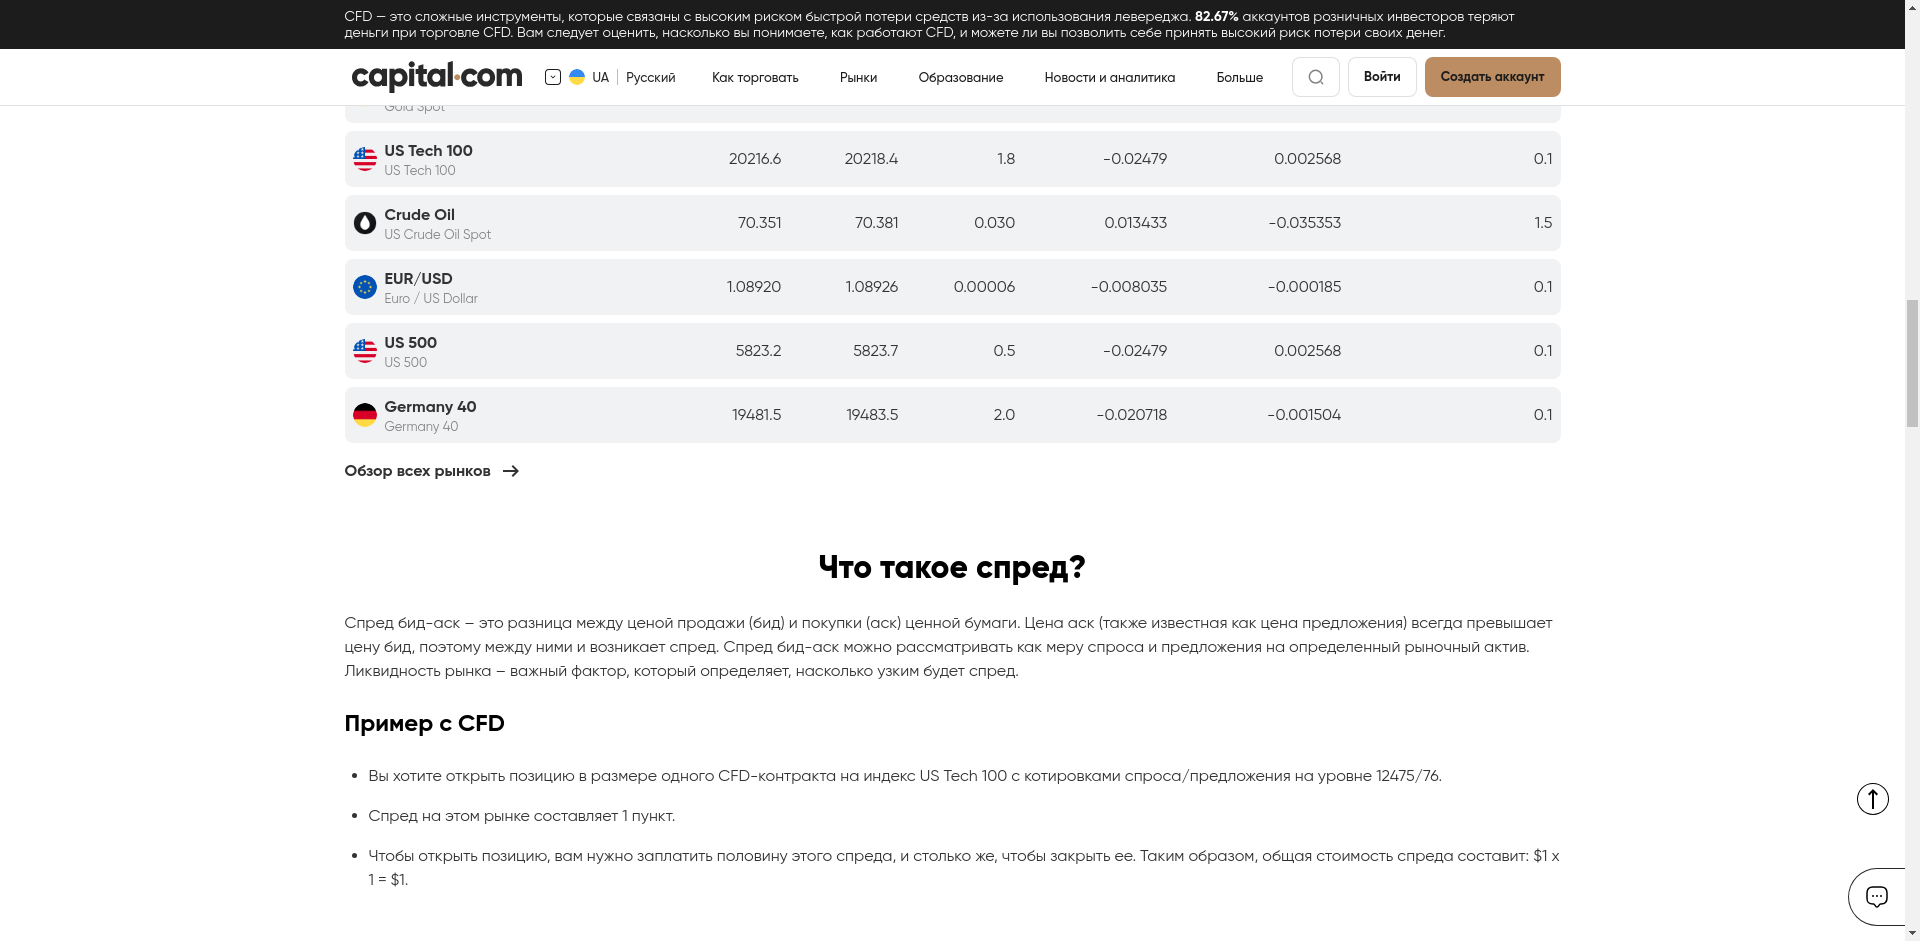 CFD — это сложные инструменты, которые связаны с высоким риском быстрой потери средств из-за использования левереджа. 82.67% аккаунтов розничных инвесторов теряют
деньги при торговле CFD. Вам следует оценить, насколько вы понимаете, как работают CFD, и можете ли вы позволить себе принять высокий риск потери своих денег.
capital.com UA Русский Как торговать Рынки Образование Новости и аналитика Больше Войти Создать аккаунт
Gold Spot
US Tech 100
US Tech 100
20216.6 20218.4 1.8 -0.02479 0.002568 0.1
Crude Oil
US Crude Oil Spot
70.351 70.381 0.030 0.013433 -0.035353 1.5
EUR/USD
Euro / US Dollar
1.08920 1.08926 0.00006 -0.008035 -0.000185 0.1
US 500
US 500
5823.2 5823.7 0.5 -0.02479 0.002568 0.1
Germany 40
Germany 40
19481.5 19483.5 2.0 -0.020718 -0.001504 0.1
Обзор всех рынков
Что такое спред?
Спред бид-аск – это разница между ценой продажи (бид) и покупки (аск) ценной бумаги. Цена аск (также известная как цена предложения) всегда превышает
цену бид, поэтому между ними и возникает спред. Спред бид-аск можно рассматривать как меру спроса и предложения на определенный рыночный актив.
Ликвидность рынка – важный фактор, который определяет, насколько узким будет спред.
Пример с CFD
Вы хотите открыть позицию в размере одного CFD-контракта на индекс US Tech 100 с котировками спроса/предложения на уровне 12475/76.
Спред на этом рынке составляет 1 пункт.
Чтобы открыть позицию, вам нужно заплатить половину этого спреда, и столько же, чтобы закрыть ее. Таким образом, общая стоимость спреда составит: $1 x
1 = $1.